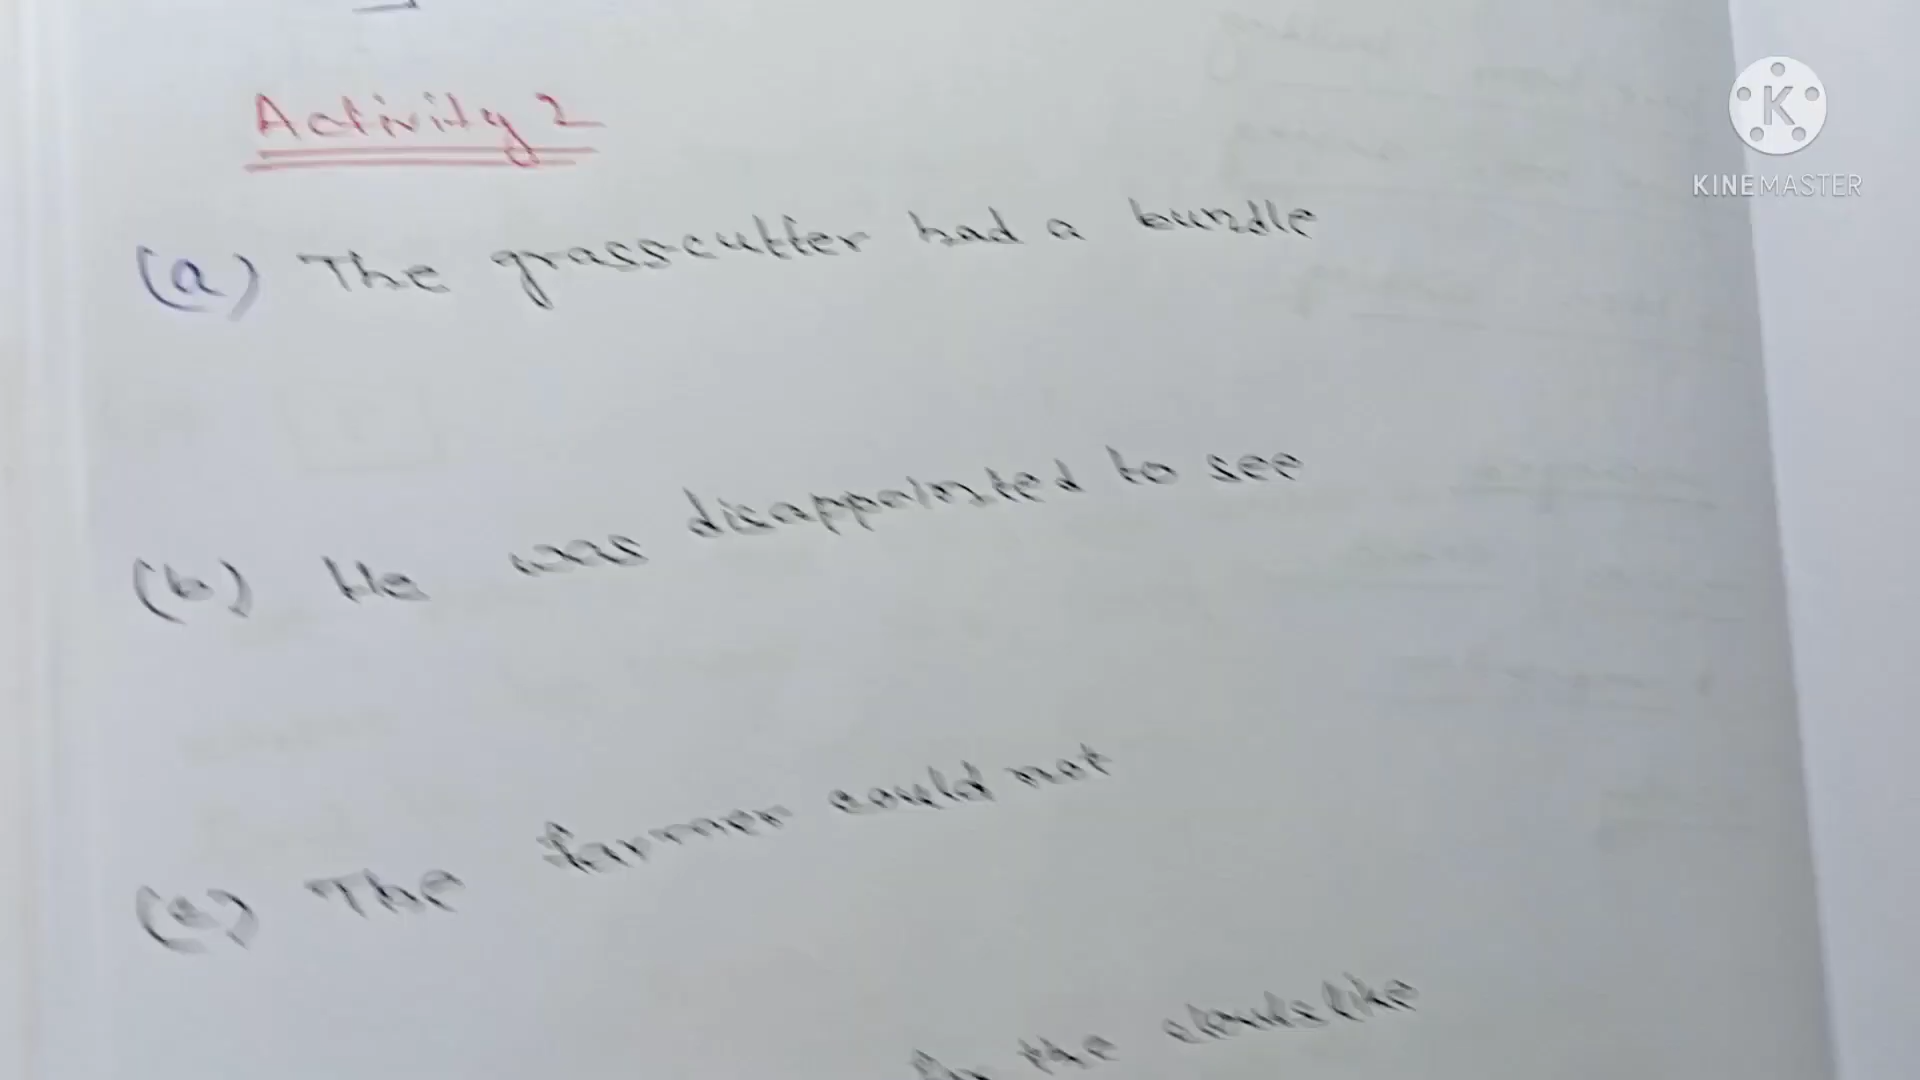 Activity 2
KINEMASTER
(a) The grasscutter had a bundle
(b) He was disappointed to see
(c) The farmer could not
the clouds like